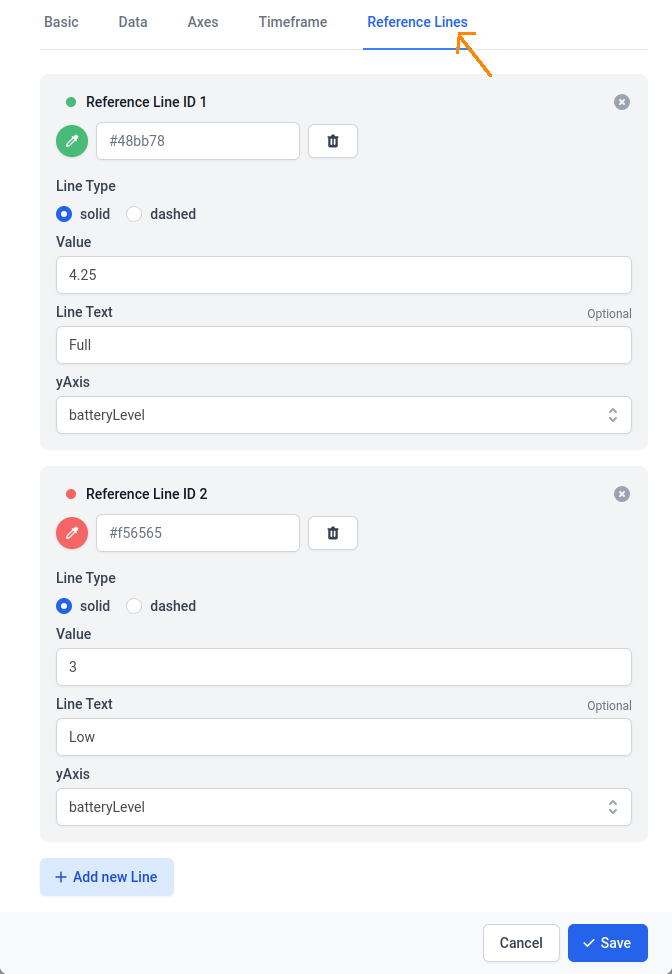 Basic Data Axes Timeframe Reference Lines
Reference Line ID 1
#48bb78
Line Type
solid dashed
Value
4.25
Line Text Optional
Full
yAxis
batteryLevel
Reference Line ID 2
#f56565
Line Type
solid dashed
Value
3
Line Text Optional
Low
yAxis
batteryLevel
+ Add new Line
Cancel Save